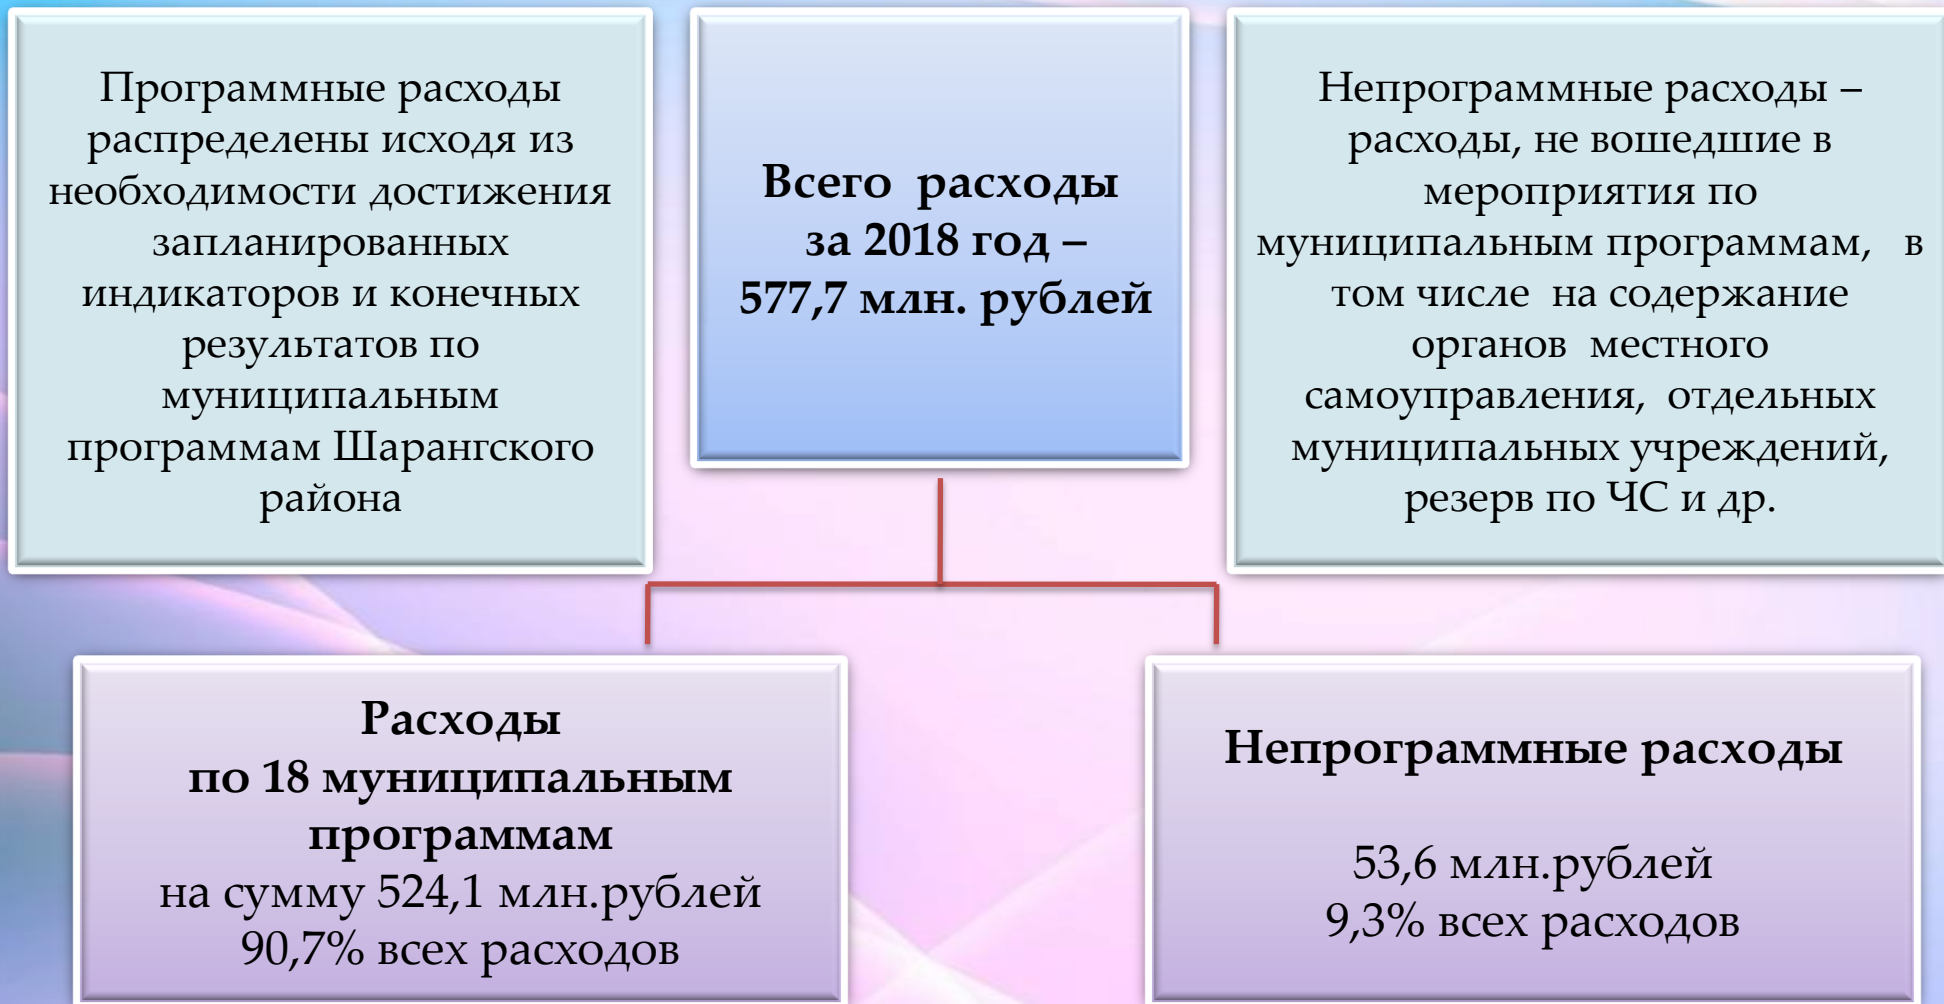 Программные расходы
распределены исходя из
необходимости достижения
запланированных
индикаторов и конечных
результатов по
муниципальным
программам Шарангского
района
Всего расходы
за 2018 год –
577,7 млн. рублей
Непрограммные расходы –
расходы, не вошедшие в
мероприятия по
муниципальным программам, в
том числе на содержание
органов местного
самоуправления, отдельных
муниципальных учреждений,
резерв по ЧС и др.
Расходы
по 18 муниципальным
программам
на сумму 524,1 млн.рублей
90,7% всех расходов
Непрограммные расходы
53,6 млн.рублей
9,3% всех расходов